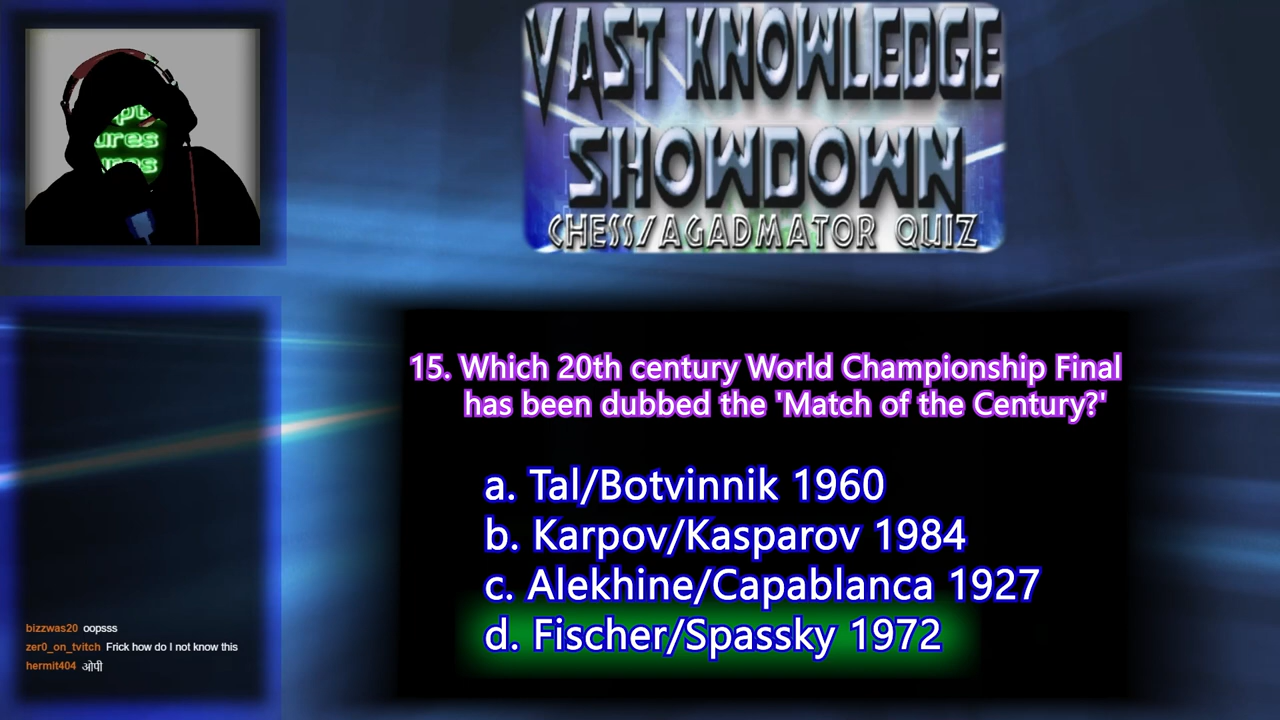 VAST KNOWLEDGE
SHOWDOWN
CHESS/AGADMATOR QUIZ
ures
15. Which 20th century World Championship Final
has been dubbed the 'Match of the Century?'
a. Tal/Botvinnik 1960
b. Karpov/Kasparov 1984
c. Alekhine/Capablanca 1927
d. Fischer/Spassky 1972
bizzwas20 oopsss
zer0_on_tvitch Frick how do I not know this
hermit404 ओपी